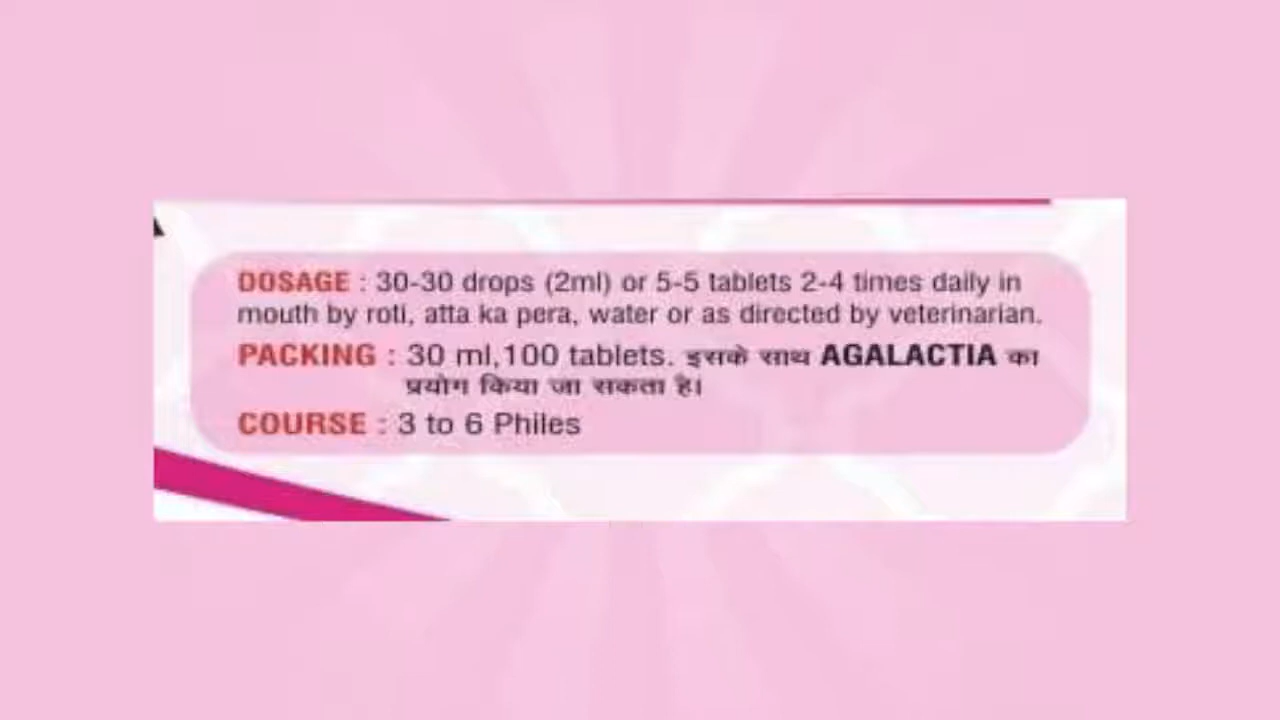 DOSAGE : 30-30 drops (2ml) or 5-5 tablets 2-4 times daily in
mouth by roti, atta ka pera, water or as directed by veterinarian.
PACKING : 30 ml,100 tablets. इसके साथ AGALACTIA का
प्रयोग किया जा सकता है।
COURSE : 3 to 6 Philes